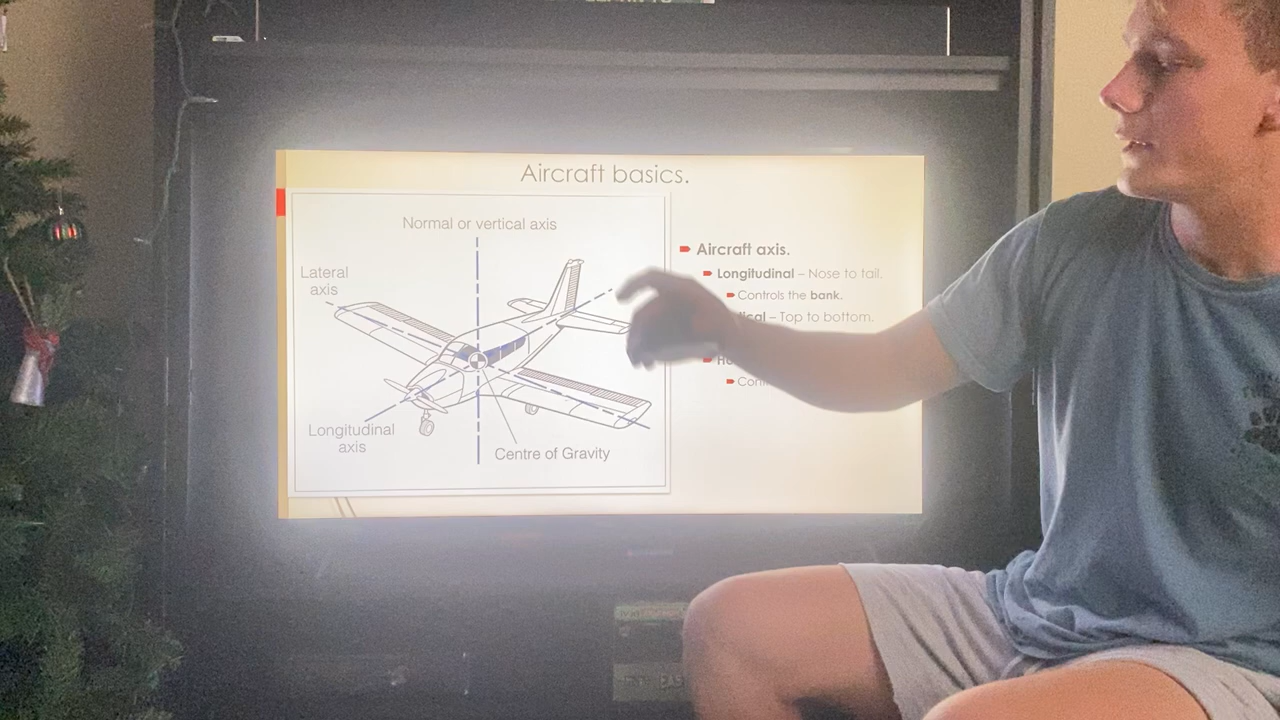 Aircraft basics.
Normal or vertical axis
Lateral
axis
Longitudinal
axis
Centre of Gravity
Aircraft axis.
Longitudinal – Nose to tail.
Controls the bank.
– Top to bottom.